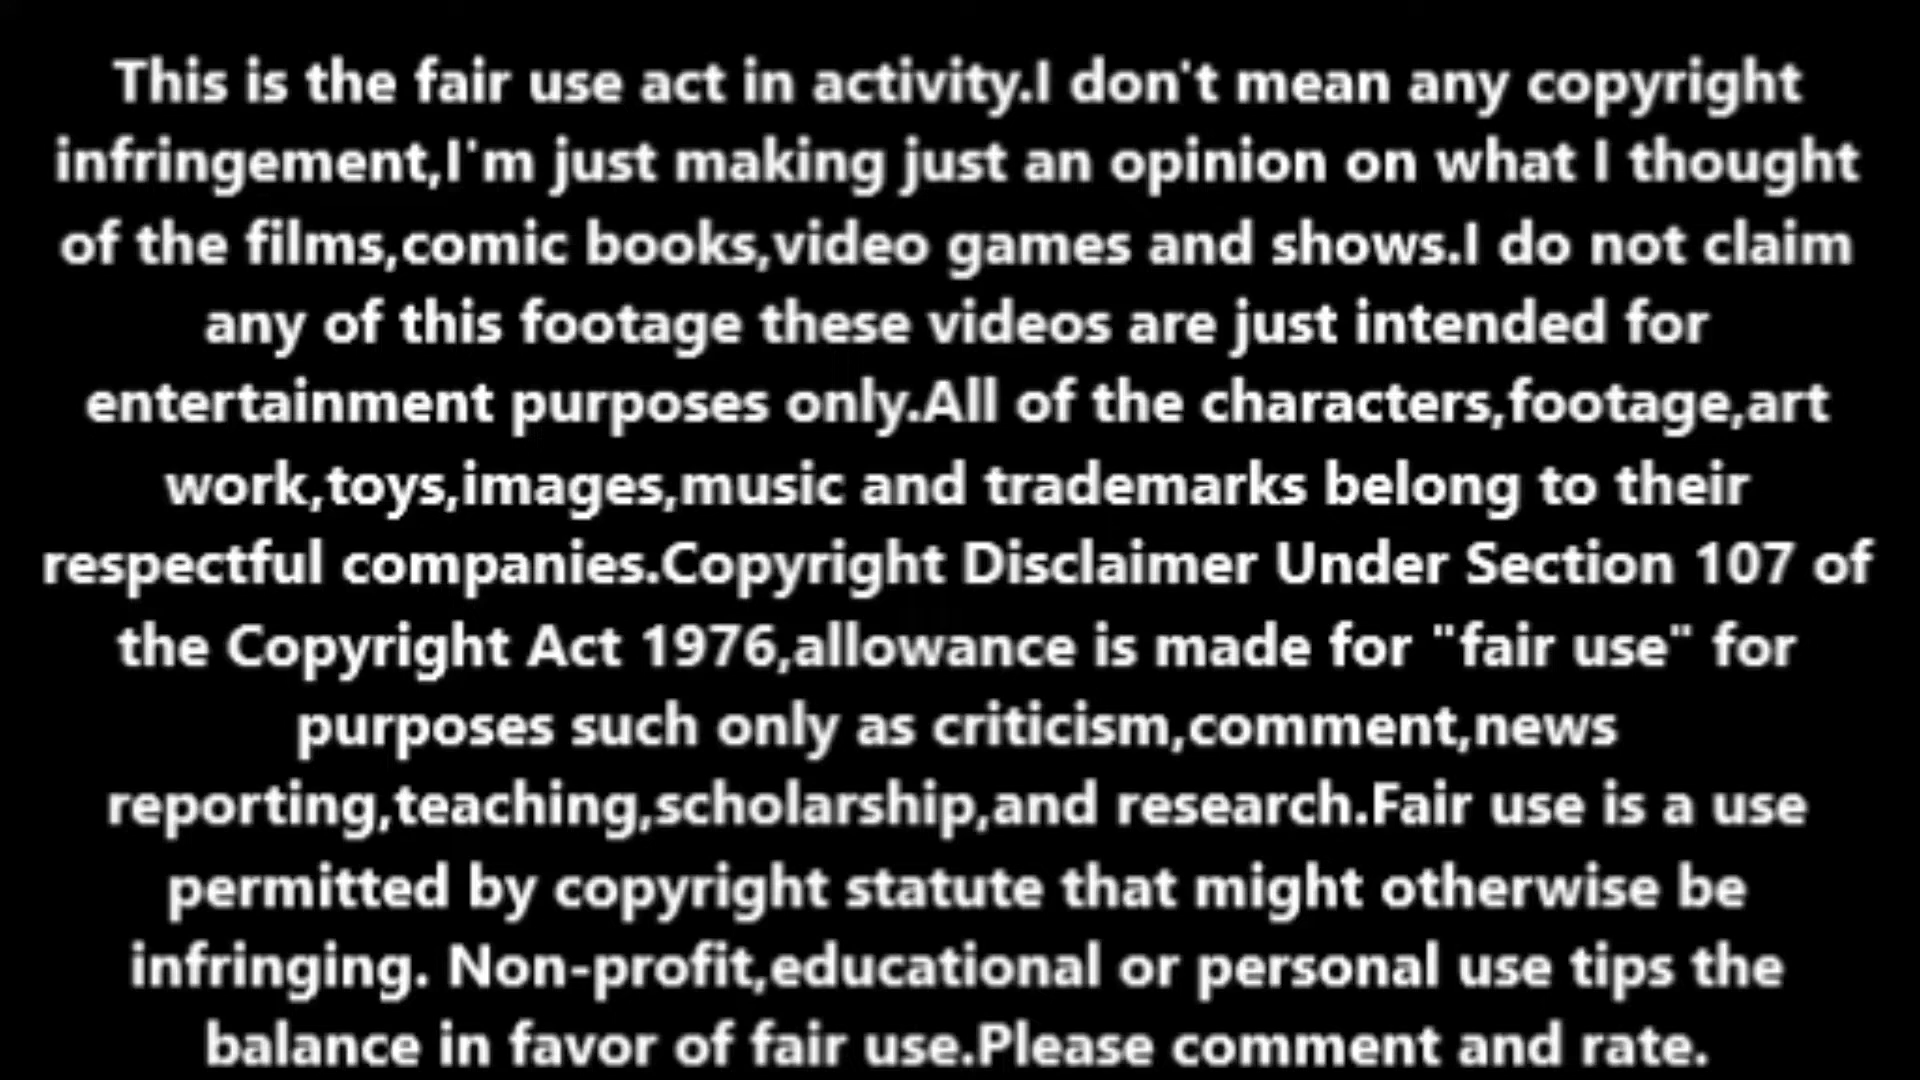 This is the fair use act in activity.I don't mean any copyright
infringement,I'm just making just an opinion on what I thought
of the films,comic books,video games and shows.I do not claim
any of this footage these videos are just intended for
entertainment purposes only.All of the characters,footage,art
work,toys,images,music and trademarks belong to their
respectful companies.Copyright Disclaimer Under Section 107 of
the Copyright Act 1976,allowance is made for "fair use" for
purposes such only as criticism,comment,news
reporting,teaching,scholarship,and research.Fair use is a use
permitted by copyright statute that might otherwise be
infringing. Non-profit,educational or personal use tips the
balance in favor of fair use.Please comment and rate.